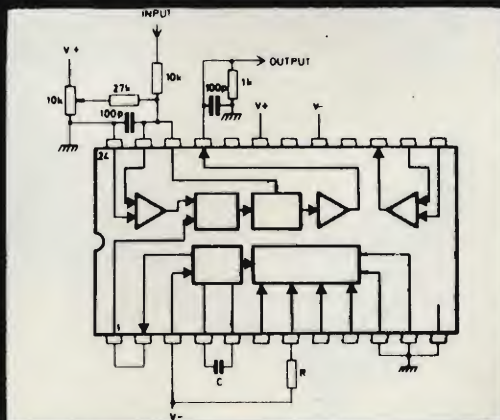 INPUT
V+
10k
27k
10k
100p
100p
1k
OUTPUT
V+
V-
24
1
C
R
V-